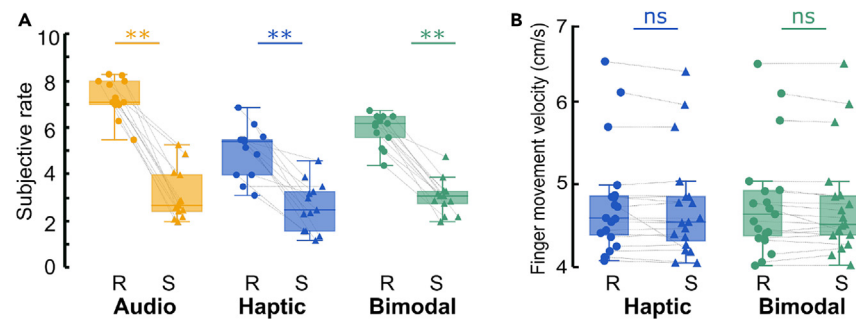 A
Subjective rate
10
8
6
4
2
0
** ** **
R S R S R S
Audio Haptic Bimodal
B
Finger movement velocity (cm/s)
7
6
5
4
ns ns
R S R S
Haptic Bimodal